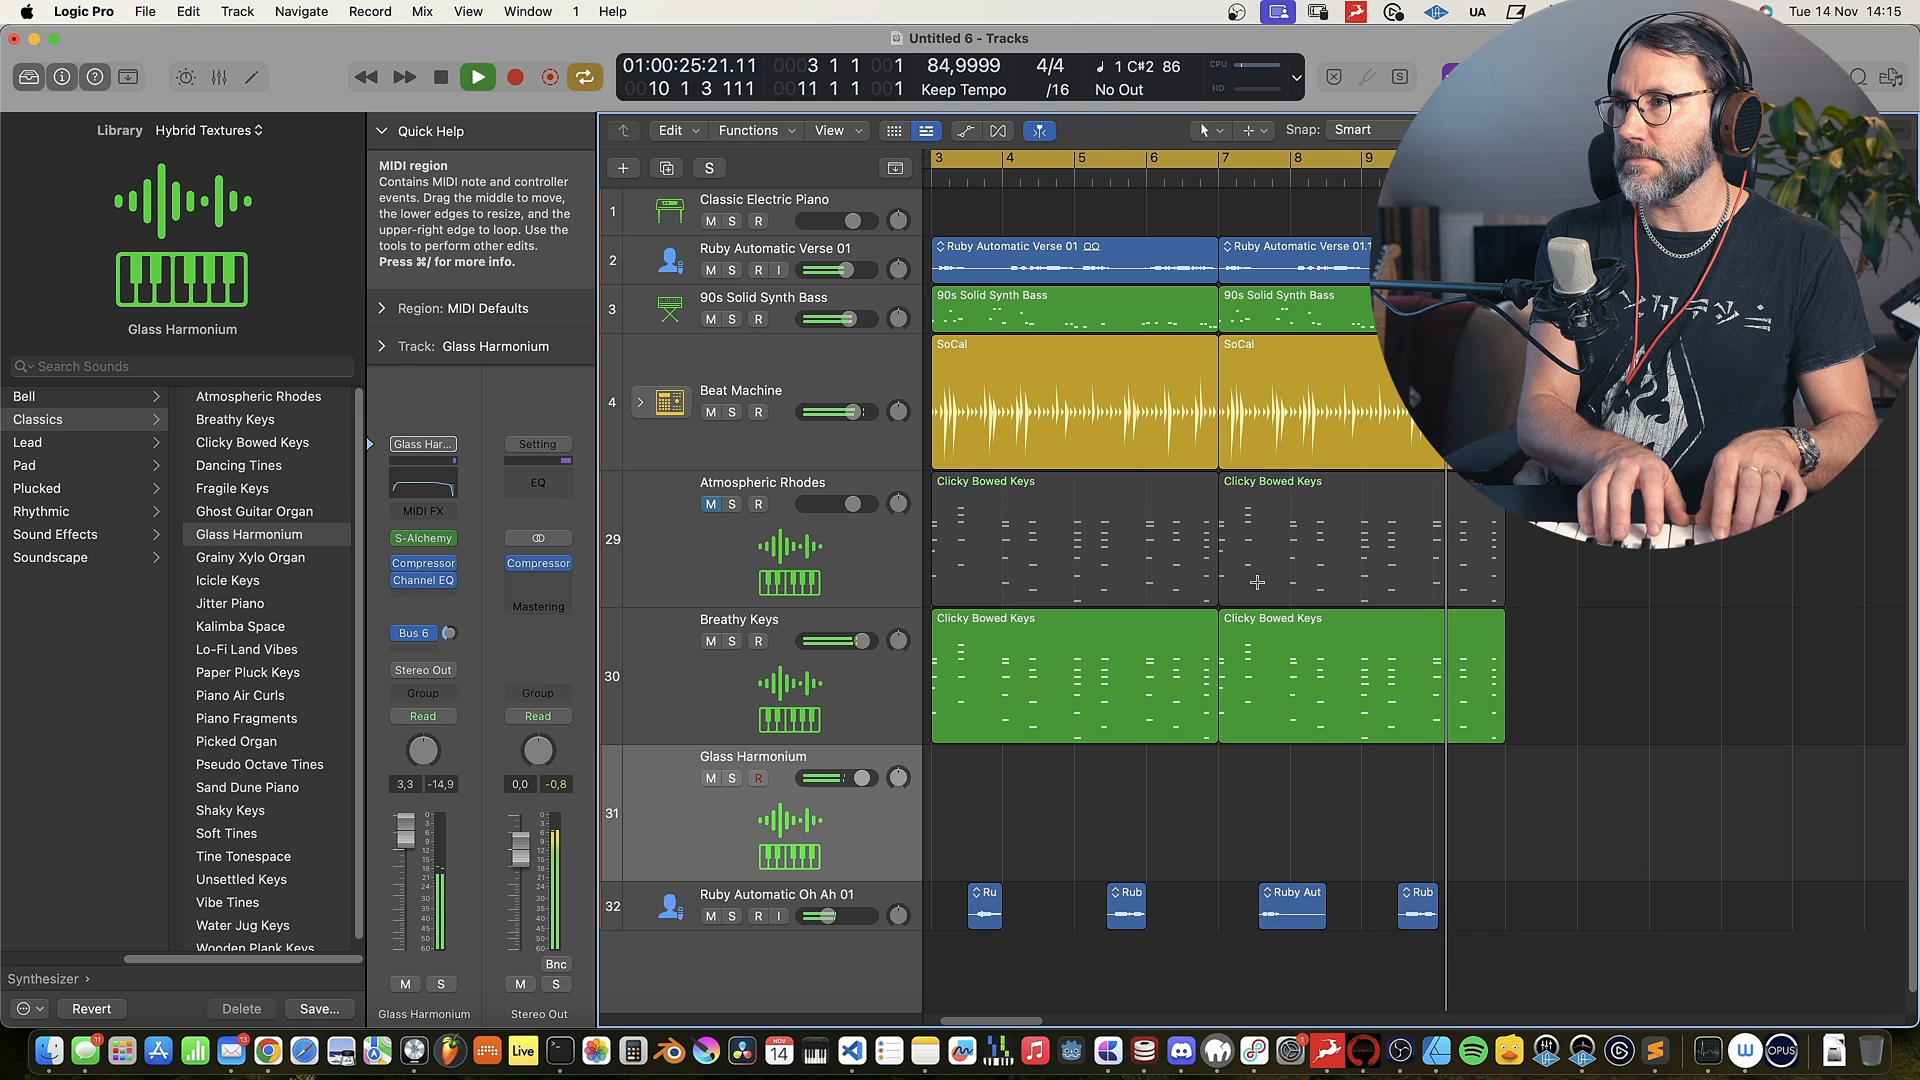 Logic Pro File Edit Track Navigate Record Mix View Window 1 Help
UA Tue 14 Nov 14:15
Untitled 6 - Tracks
01:00:25:21.11 0003 1 1 001 84,9999 4/4 1 C#2 86 CPU
0010 1 3 111 0011 1 1 001 Keep Tempo /16 No Out HD
Library Hybrid Textures
Glass Harmonium
Search Sounds
Bell
Classics
Lead
Pad
Plucked
Rhythmic
Sound Effects
Soundscape
Atmospheric Rhodes
Breathy Keys
Clicky Bowed Keys
Dancing Tines
Fragile Keys
Ghost Guitar Organ
Glass Harmonium
Grainy Xylo Organ
Icicle Keys
Jitter Piano
Kalimba Space
Lo-Fi Land Vibes
Paper Pluck Keys
Piano Air Curls
Piano Fragments
Picked Organ
Pseudo Octave Tines
Sand Dune Piano
Shaky Keys
Soft Tines
Tine Tonespace
Unsettled Keys
Vibe Tines
Water Jug Keys
Wooden Plank Keys
Synthesizer
Revert Delete Save...
Quick Help
MIDI region
Contains MIDI note and controller
events. Drag the middle to move,
the lower edges to resize, and the
upper-right edge to loop. Use the
tools to perform other edits.
Press ⌘/ for more info.
Region: MIDI Defaults
Track: Glass Harmonium
Glass Har... Setting
EQ
MIDI FX
S-Alchemy
Compressor Compressor
Channel EQ
Mastering
Bus 6
Stereo Out
Group Group
Read Read
3,3 -14,9 0,0 -0,8
Bnc
M S M S
Glass Harmonium Stereo Out
Edit Functions View Snap: Smart
S
3 4 5 6 7 8 9
1 Classic Electric Piano
M S R
2 Ruby Automatic Verse 01
M S R I
Ruby Automatic Verse 01 Ruby Automatic Verse 01.1
3 90s Solid Synth Bass
M S R
90s Solid Synth Bass 90s Solid Synth Bass
4 Beat Machine
M S R
SoCal SoCal
29 Atmospheric Rhodes
M S R
Clicky Bowed Keys Clicky Bowed Keys
30 Breathy Keys
M S R
Clicky Bowed Keys Clicky Bowed Keys
31 Glass Harmonium
M S R
32 Ruby Automatic Oh Ah 01
M S R I
Ru Rub Ruby Aut Rub
11 13 Live NOV 14 1 W OPUS